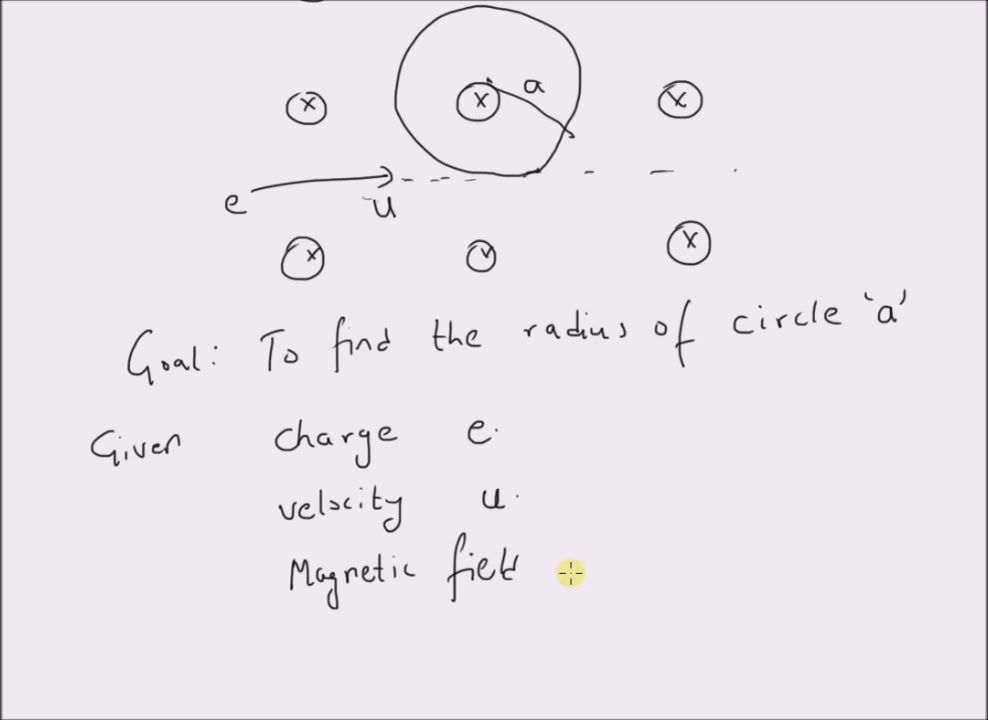 x x a x
e u
x x
Goal: To find the radius of circle 'a'
Given charge e.
velocity u.
Magnetic field